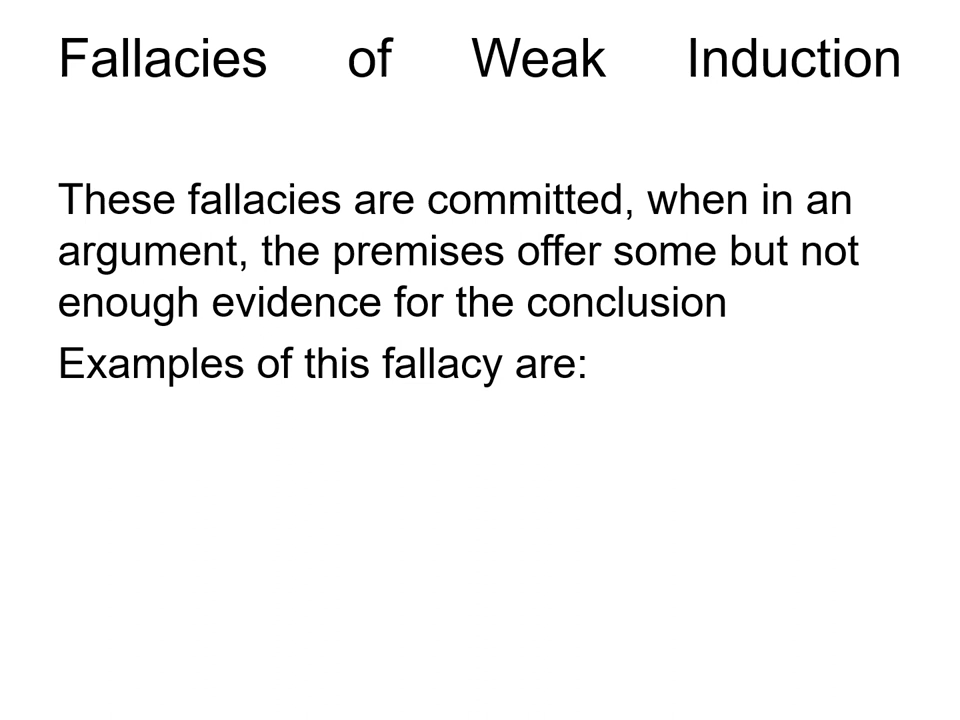 Fallacies of Weak Induction
These fallacies are committed, when in an
argument, the premises offer some but not
enough evidence for the conclusion
Examples of this fallacy are: